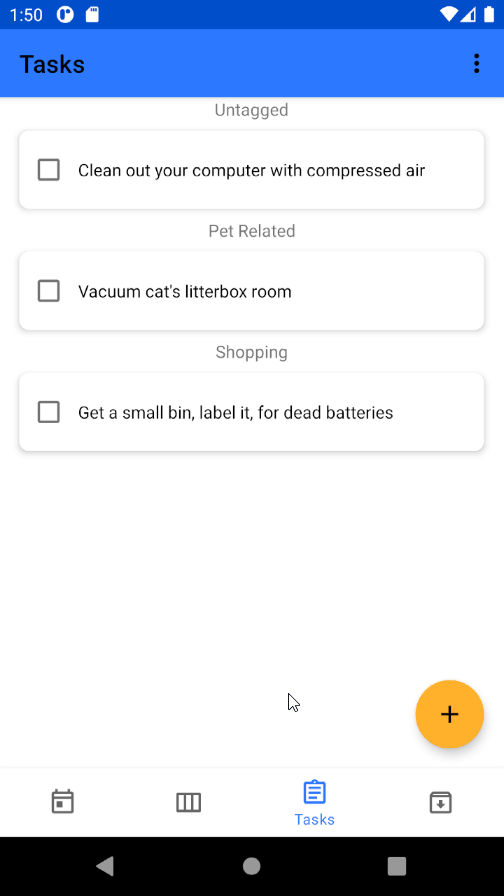 1:50
Tasks
Untagged
Clean out your computer with compressed air
Pet Related
Vacuum cat's litterbox room
Shopping
Get a small bin, label it, for dead batteries
Tasks